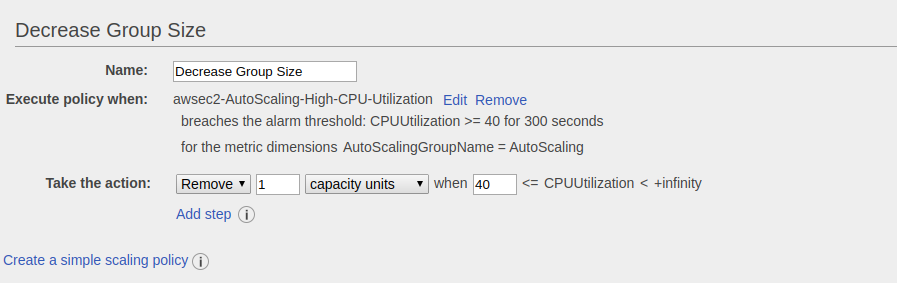 Decrease Group Size
Name: Decrease Group Size
Execute policy when: awsec2-AutoScaling-High-CPU-Utilization Edit Remove
breaches the alarm threshold: CPUUtilization >= 40 for 300 seconds
for the metric dimensions AutoScalingGroupName = AutoScaling
Take the action: Remove 1 capacity units when 40 <= CPUUtilization < +infinity
Add step i
Create a simple scaling policy i